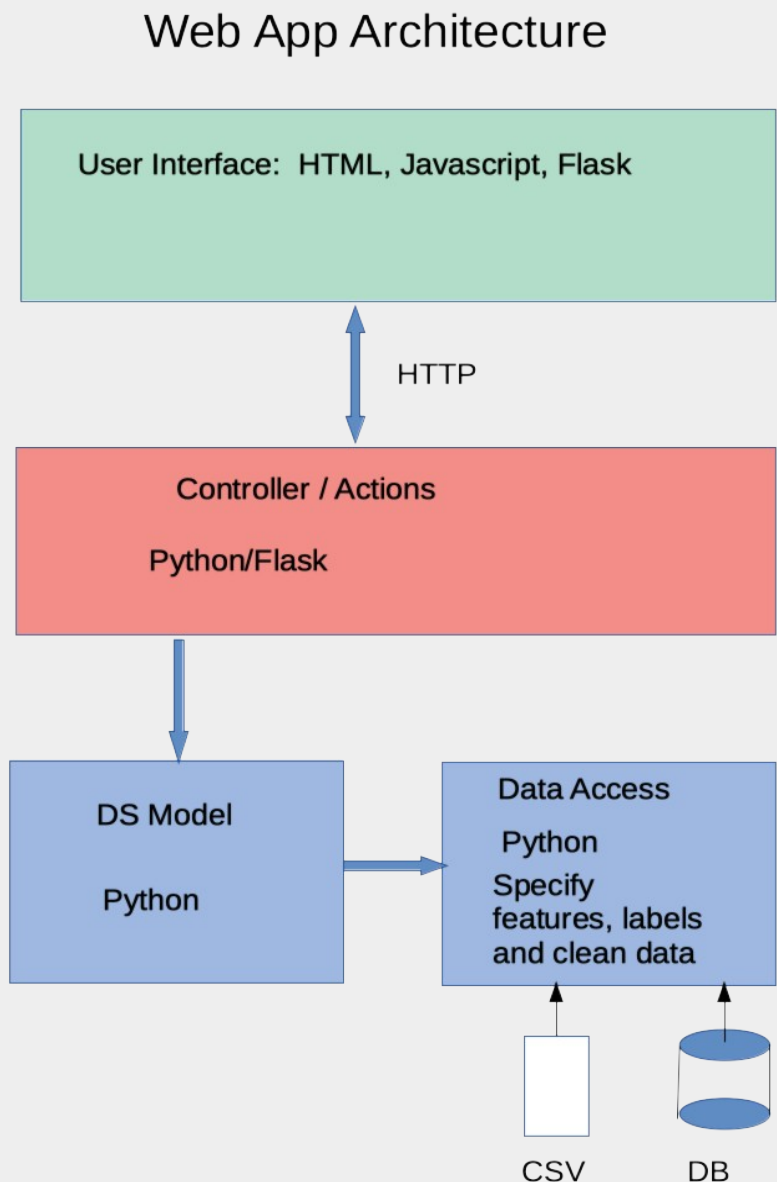 Web App Architecture
User Interface:  HTML, Javascript, Flask
HTTP
Controller / Actions
Python/Flask
DS Model
Python
Data Access
Python
Specify
features, labels
and clean data
CSV
DB